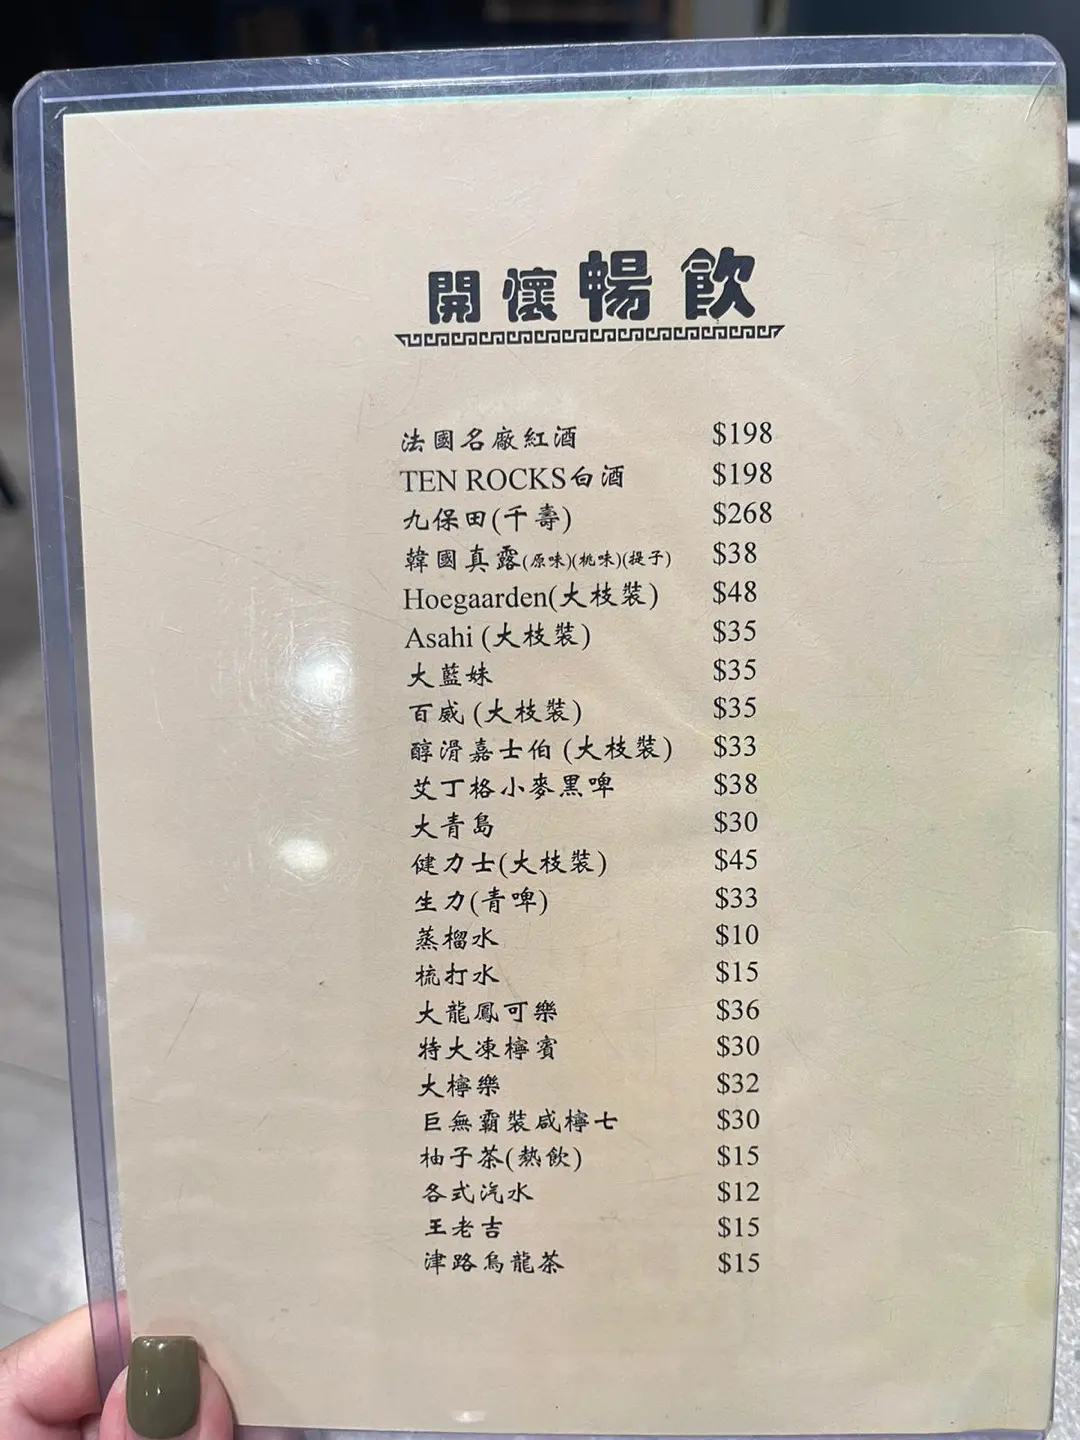 開懷暢飲
法國名廠紅酒 $198
TEN ROCKS白酒 $198
九保田(千壽) $268
韓國真露(原味)(桃味)(提子) $38
Hoegaarden(大枝裝) $48
Asahi (大枝裝) $35
大藍妹 $35
百威 (大枝裝) $35
醇滑嘉士伯 (大枝裝) $33
艾丁格小麥黑啤 $38
大青島 $30
健力士(大枝裝) $45
生力(青啤) $33
蒸榴水 $10
梳打水 $15
大龍鳳可樂 $36
特大凍檸賓 $30
大檸樂 $32
巨無霸裝咸檸七 $30
柚子茶(熱飲) $15
各式汽水 $12
王老吉 $15
津路烏龍茶 $15